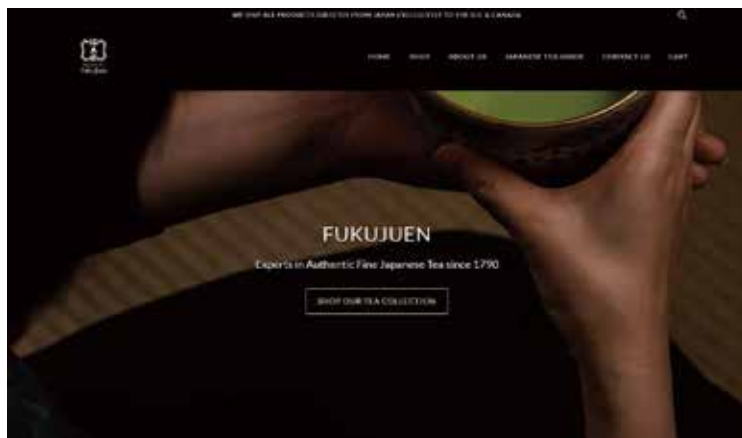 WE SHIP ALL PRODUCTS DIRECTLY FROM JAPAN EXCLUSIVELY TO THE U.S. & CANADA
FUKUJUEN
HOME SHOP ABOUT US JAPANESE TEA GUIDE CONTACT US CART
FUKUJUEN
Experts in Authentic Fine Japanese Tea since 1790
SHOP OUR TEA COLLECTION